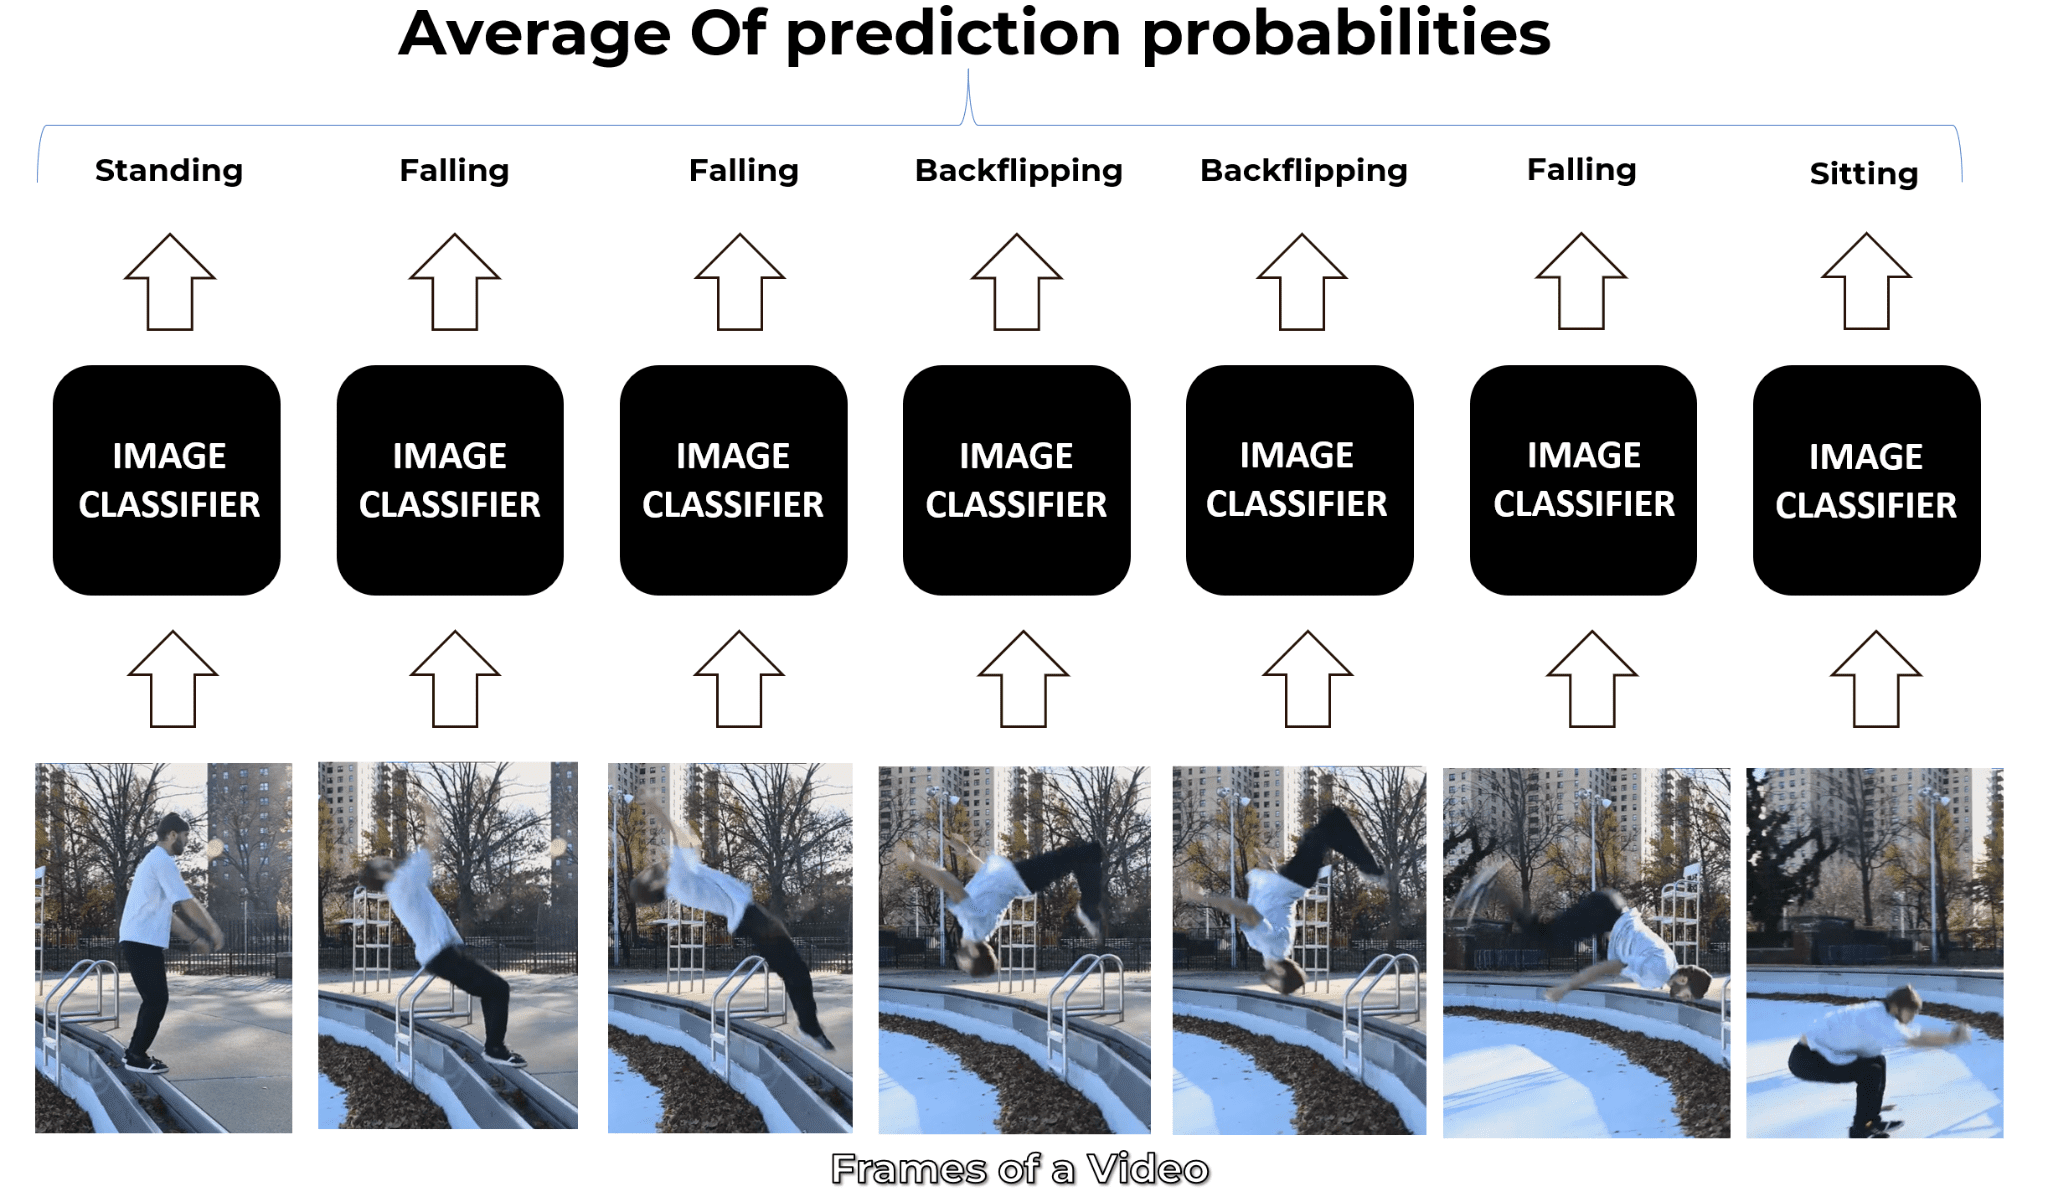 Average Of prediction probabilities
Standing
Falling
Falling
Backflipping
Backflipping
Falling
Sitting
IMAGE
CLASSIFIER
IMAGE
CLASSIFIER
IMAGE
CLASSIFIER
IMAGE
CLASSIFIER
IMAGE
CLASSIFIER
IMAGE
CLASSIFIER
IMAGE
CLASSIFIER
Frames of a Video